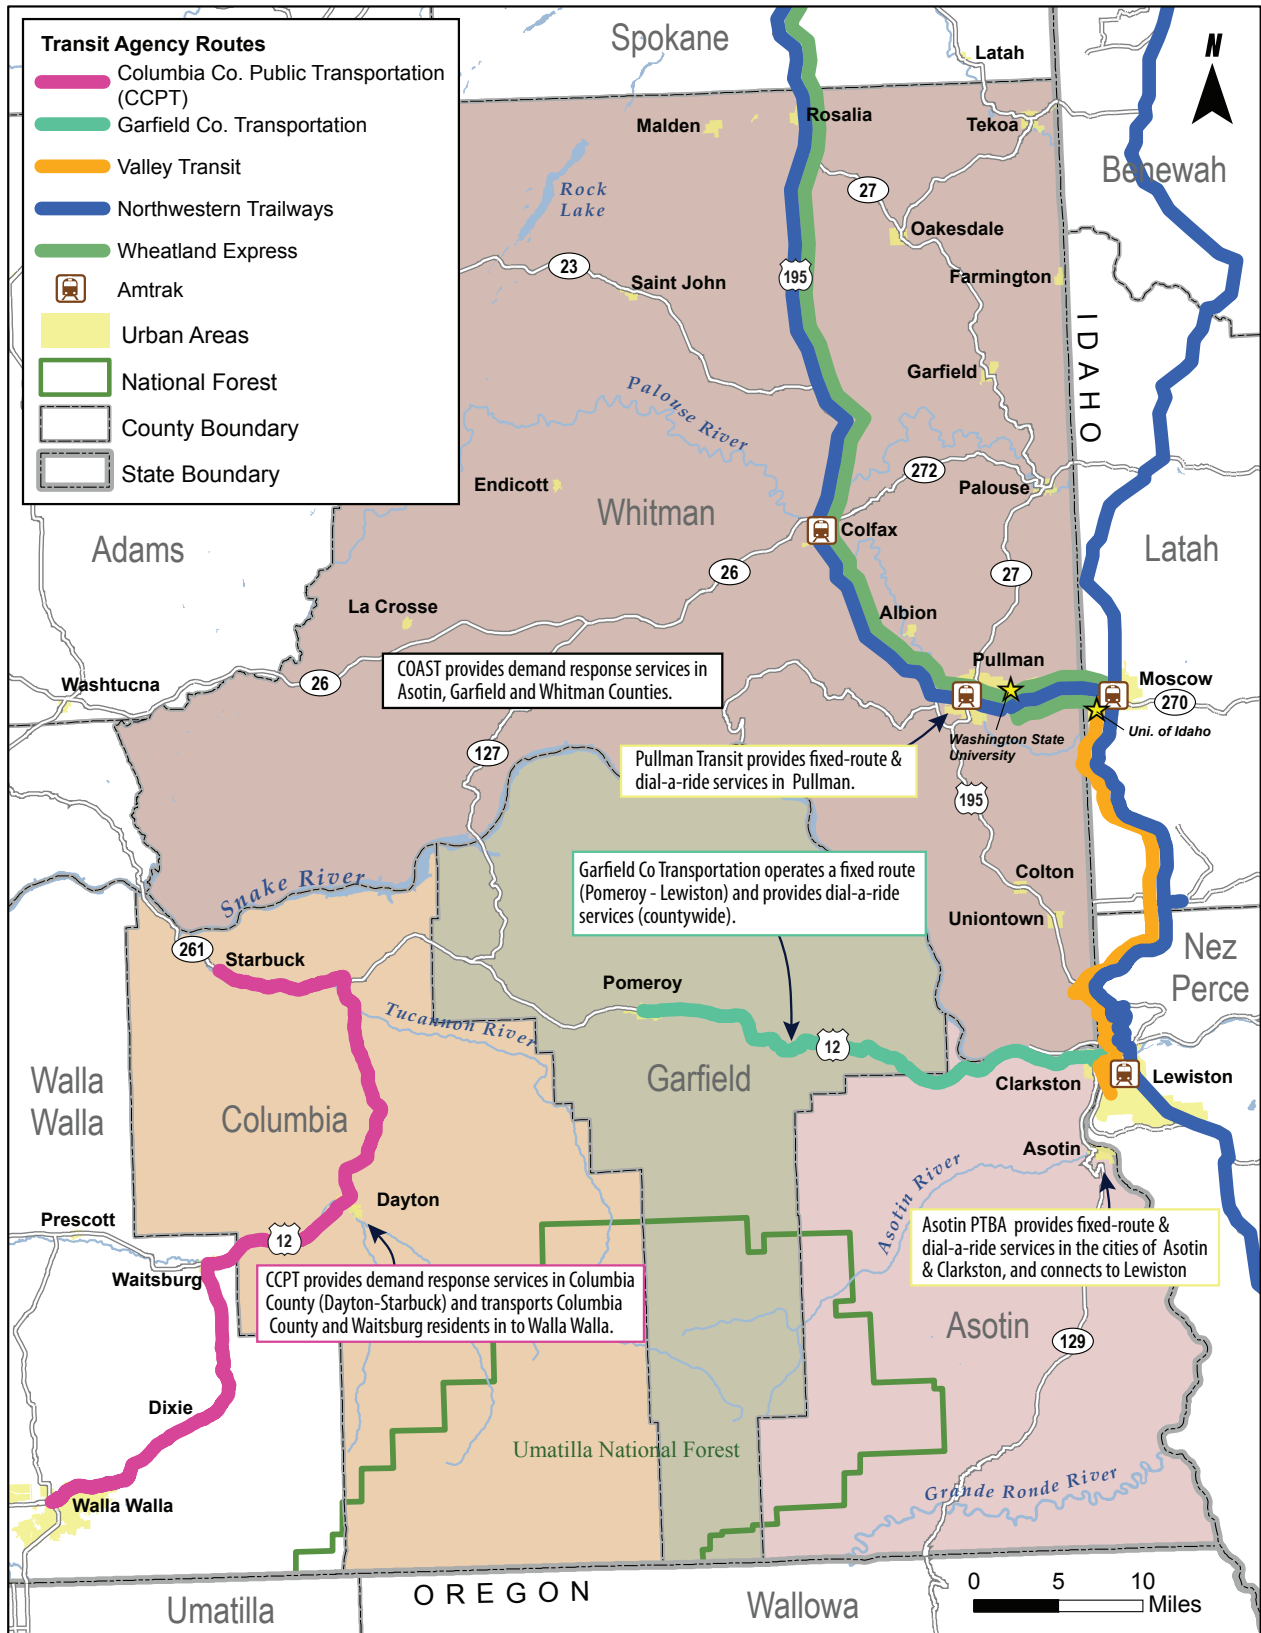 Transit Agency Routes
Columbia Co. Public Transportation
(CCPT)
Garfield Co. Transportation
Valley Transit
Northwestern Trailways
Wheatland Express
Amtrak
Urban Areas
National Forest
County Boundary
State Boundary
Spokane
Latah
N
Malden
Rosalia
Tekoa
Benewah
Rock
Lake
27
Oakesdale
23
Saint John
195
Farmington
IDAHO
Garfield
Palouse River
272
Endicott
Whitman
Palouse
Colfax
Adams
Latah
26
27
La Crosse
Albion
COAST provides demand response services in
Asotin, Garfield and Whitman Counties.
Pullman
Washtucna
26
Moscow
270
Washington State
University
Uni. of Idaho
127
Pullman Transit provides fixed-route &
dial-a-ride services in Pullman.
195
Garfield Co Transportation operates a fixed route
(Pomeroy - Lewiston) and provides dial-a-ride
services (countywide).
Colton
Snake River
Uniontown
261
Starbuck
Nez
Perce
Pomeroy
Tucannon River
12
Walla
Walla
Garfield
Clarkston
Lewiston
Columbia
Asotin
Asotin River
Dayton
Prescott
12
Asotin PTBA provides fixed-route &
dial-a-ride services in the cities of Asotin
& Clarkston, and connects to Lewiston
Waitsburg
CCPT provides demand response services in Columbia
County (Dayton-Starbuck) and transports Columbia
County and Waitsburg residents in to Walla Walla.
Asotin
129
Dixie
Umatilla National Forest
Grande Ronde River
Walla Walla
OREGON
0 5 10
Miles
Umatilla
Wallowa